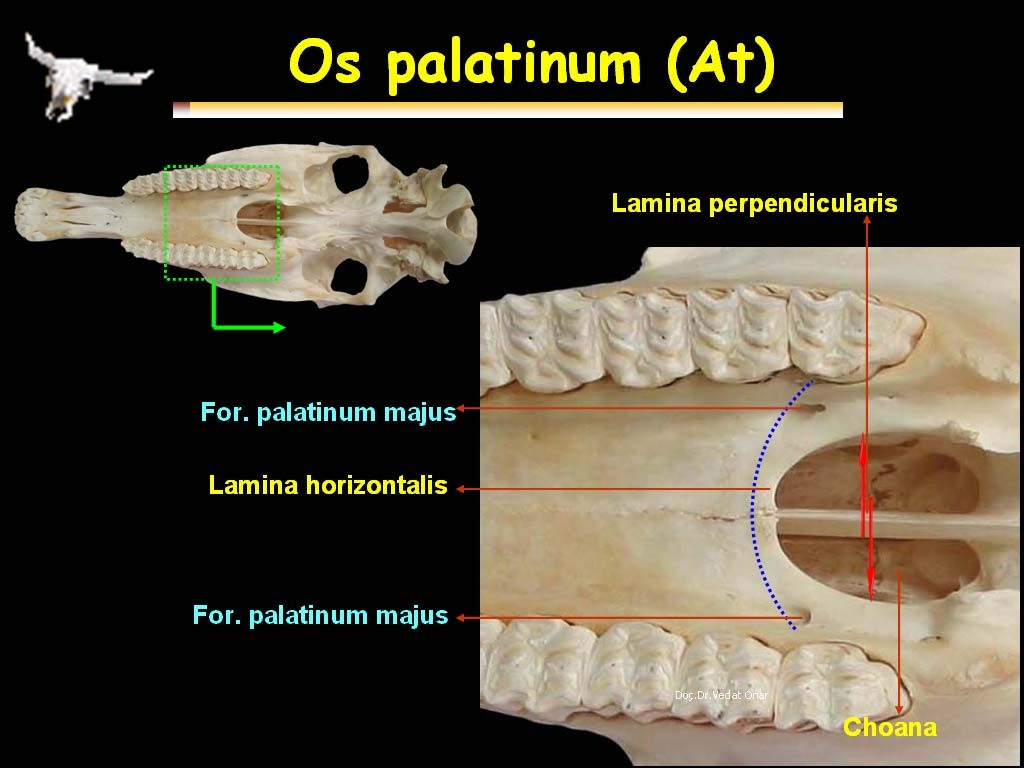 Os palatinum (At)
Lamina perpendicularis
For. palatinum majus
Lamina horizontalis
For. palatinum majus
Doç.Dr.Vedat Onar
Choana